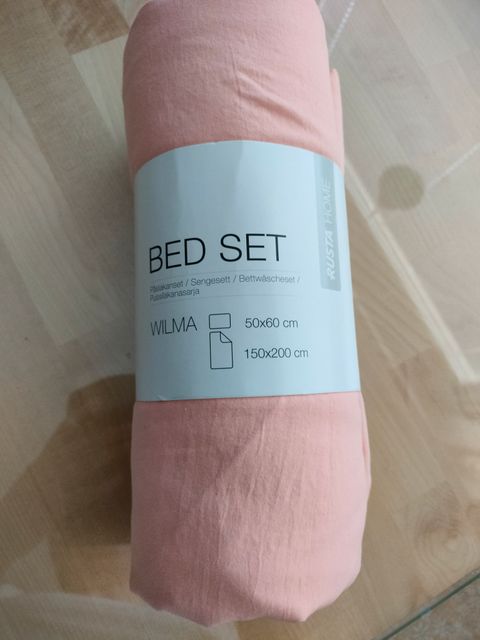 RUSTA HOME
BED SET
Påslakanset / Sengesett / Bettwäscheset /
Pussilakanasarja
WILMA
50x60 cm
150x200 cm